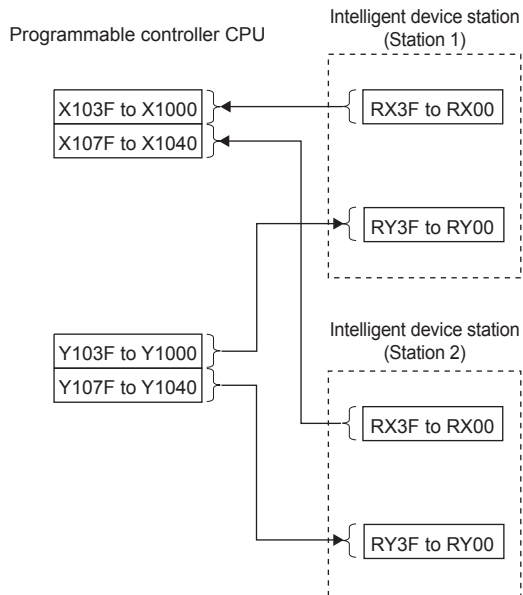 Programmable controller CPU
Intelligent device station
(Station 1)
X103F to X1000
X107F to X1040
RX3F to RX00
RY3F to RY00
Y103F to Y1000
Y107F to Y1040
Intelligent device station
(Station 2)
RX3F to RX00
RY3F to RY00